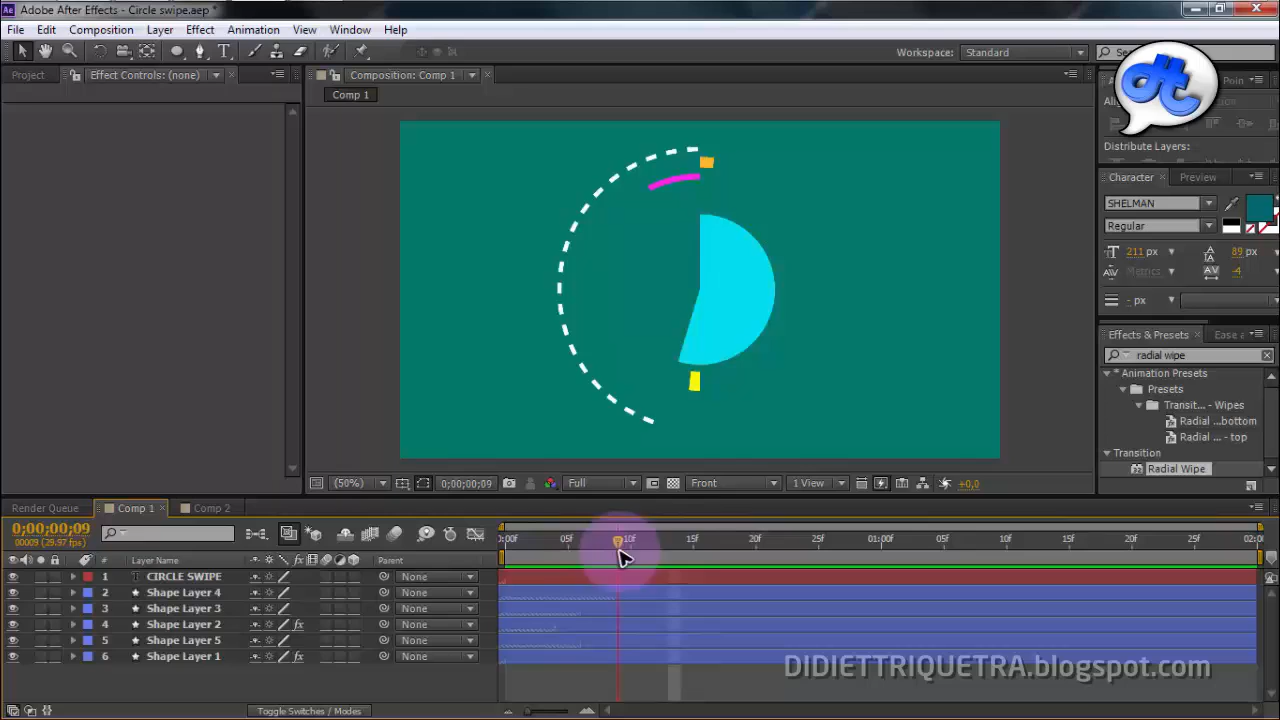 Adobe After Effects - Circle swipe.aep *
File Edit Composition Layer Effect Animation View Window Help
Workspace: Standard
Project Effect Controls: (none) Composition: Comp 1
Comp 1
dt
Distribute Layers:
Character Preview
SHELMAN
Regular
211 px 89 px
Metrics AV -4
- px
Effects & Presets Ease a
radial wipe
* Animation Presets
Presets
Transit... - Wipes
Radial ...bottom
Radial ... - top
Transition
Radial Wipe
(50%) 0;00;00;09 Full Front 1 View +0,0
Render Queue Comp 1 Comp 2
0;00;00;09
00009 (29.97 fps)
0:00f 05f 10f 15f 20f 25f 01:00f 05f 10f 15f 20f 25f 02:0
# Layer Name Parent
1 T CIRCLE SWIPE None
2 Shape Layer 4 None
3 Shape Layer 3 None
4 Shape Layer 2 fx None
5 Shape Layer 5 None
6 Shape Layer 1 fx None
DIDIETTRIQUETRA.blogspot.com
Toggle Switches / Modes